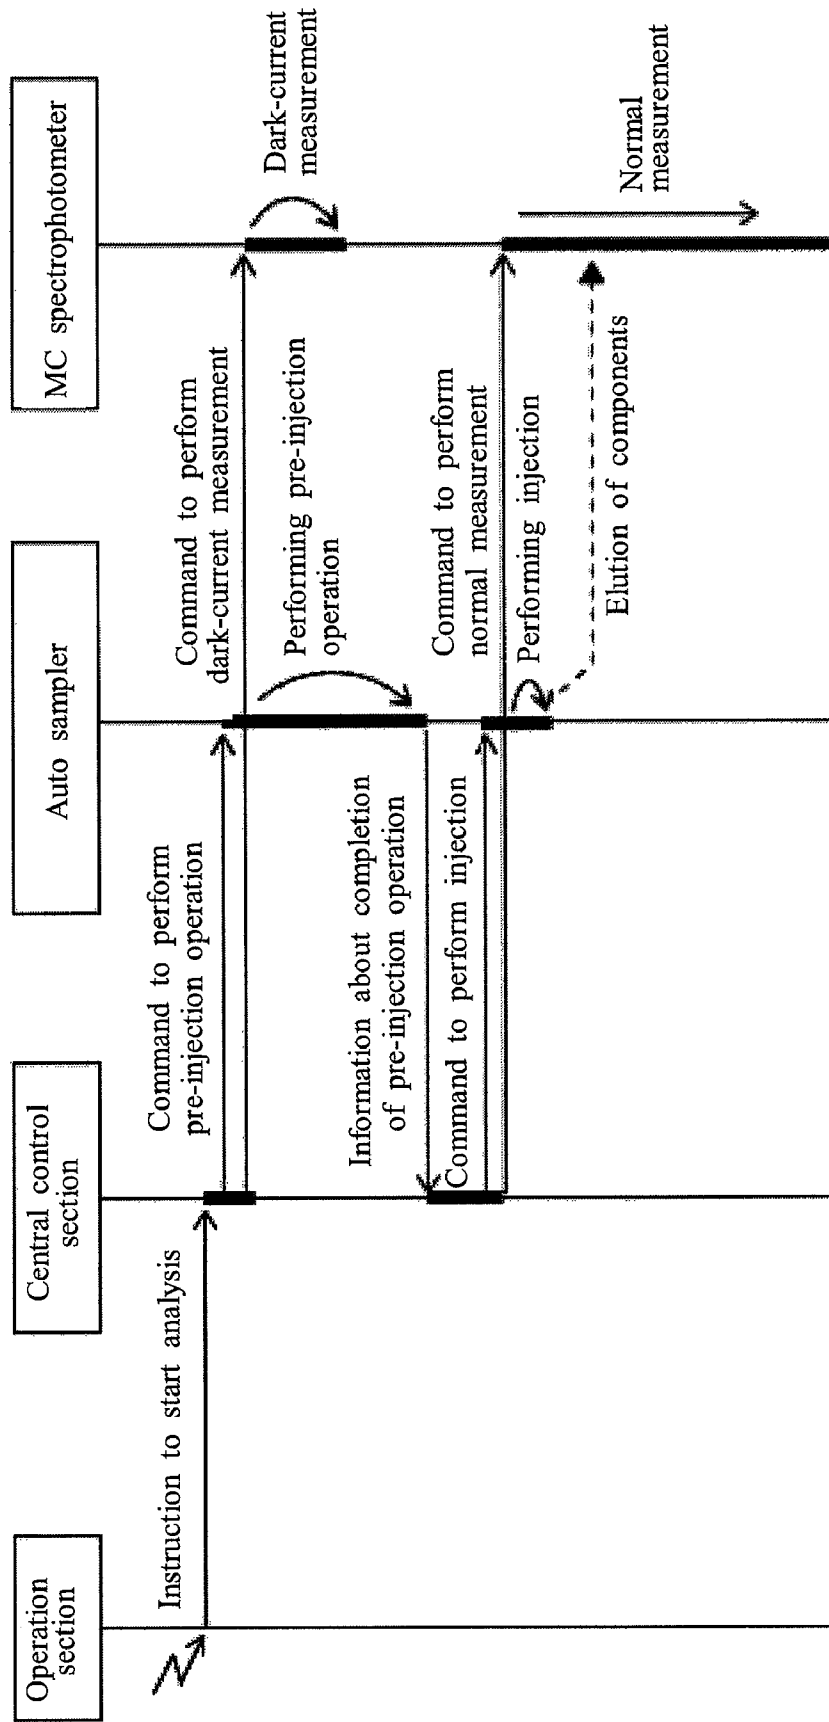 Operation
section
Central control
section
Auto sampler
MC spectrophotometer
Instruction to start analysis
Command to perform
pre-injection operation
Command to perform
dark-current measurement
Dark-current
measurement
Performing pre-injection
operation
Information about completion
of pre-injection operation
Command to perform injection
Command to perform
normal measurement
Performing injection
Elution of components
Normal
measurement